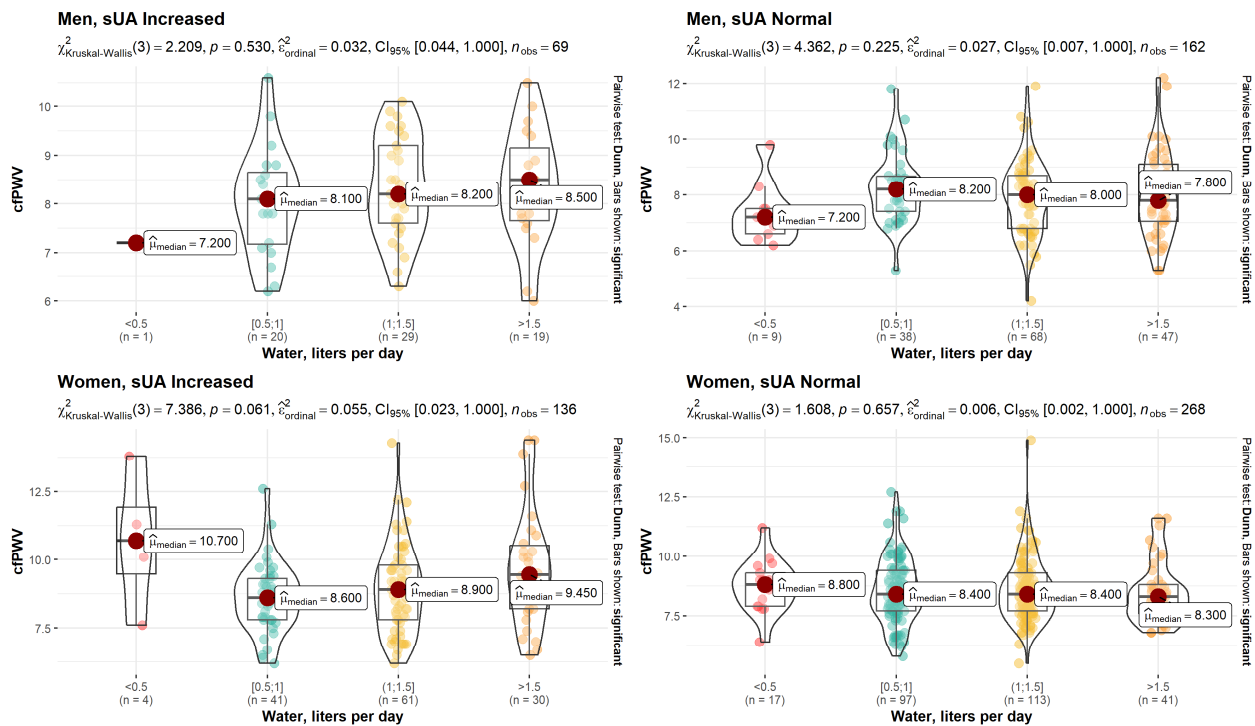 Men, sUA Increased
χ²Kruskal-Wallis(3) = 2.209, p = 0.530, ε̂²ordinal = 0.032, CI95% [0.044, 1.000], nobs = 69
cfPWV
10
9
8
7
6
μ̂median = 7.200
μ̂median = 8.100
μ̂median = 8.200
μ̂median = 8.500
Pairwise test: Dunn, Bars shown: significant
<0.5
(n = 1)
[0.5;1]
(n = 20)
(1;1.5]
(n = 29)
>1.5
(n = 19)
Water, liters per day
Men, sUA Normal
χ²Kruskal-Wallis(3) = 4.362, p = 0.225, ε̂²ordinal = 0.027, CI95% [0.007, 1.000], nobs = 162
cfPWV
12
10
8
6
4
μ̂median = 7.200
μ̂median = 8.200
μ̂median = 8.000
μ̂median = 7.800
Pairwise test: Dunn, Bars shown: significant
<0.5
(n = 9)
[0.5;1]
(n = 38)
(1;1.5]
(n = 68)
>1.5
(n = 47)
Water, liters per day
Women, sUA Increased
χ²Kruskal-Wallis(3) = 7.386, p = 0.061, ε̂²ordinal = 0.055, CI95% [0.023, 1.000], nobs = 136
cfPWV
12.5
10.0
7.5
μ̂median = 10.700
μ̂median = 8.600
μ̂median = 8.900
μ̂median = 9.450
Pairwise test: Dunn, Bars shown: significant
<0.5
(n = 4)
[0.5;1]
(n = 41)
(1;1.5]
(n = 61)
>1.5
(n = 30)
Water, liters per day
Women, sUA Normal
χ²Kruskal-Wallis(3) = 1.608, p = 0.657, ε̂²ordinal = 0.006, CI95% [0.002, 1.000], nobs = 268
cfPWV
15.0
12.5
10.0
7.5
μ̂median = 8.800
μ̂median = 8.400
μ̂median = 8.400
μ̂median = 8.300
Pairwise test: Dunn, Bars shown: significant
<0.5
(n = 17)
[0.5;1]
(n = 97)
(1;1.5]
(n = 113)
>1.5
(n = 41)
Water, liters per day